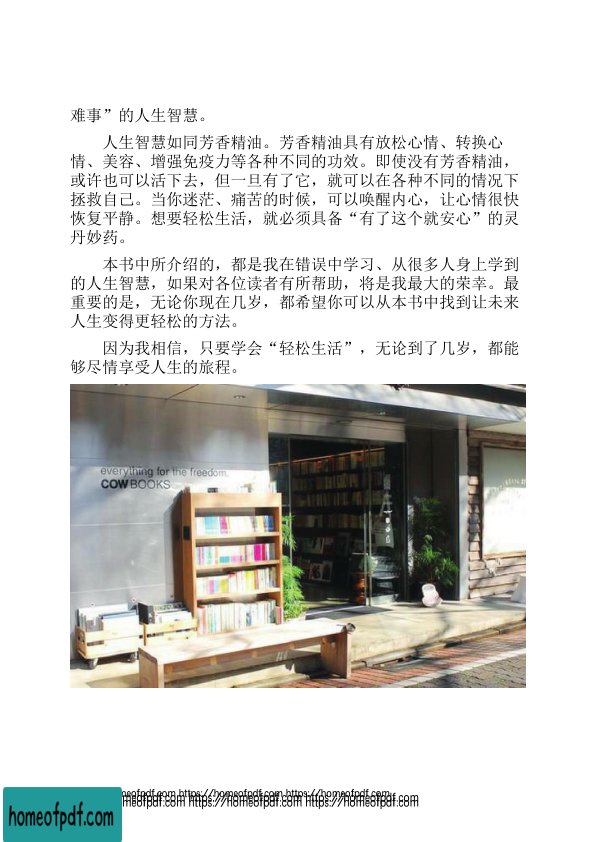 难事”的人生智慧。
人生智慧如同芳香精油。芳香精油具有放松心情、转换心
情、美容、增强免疫力等各种不同的功效。即使没有芳香精油，
或许也可以活下去，但一旦有了它，就可以在各种不同的情况下
拯救自己。当你迷茫、痛苦的时候，可以唤醒内心，让心情很快
恢复平静。想要轻松生活，就必须具备“有了这个就安心”的灵
丹妙药。
本书中所介绍的，都是我在错误中学习、从很多人身上学到
的人生智慧，如果对各位读者有所帮助，将是我最大的荣幸。最
重要的是，无论你现在几岁，都希望你可以从本书中找到让未来
人生变得更轻松的方法。
因为我相信，只要学会“轻松生活”，无论到了几岁，都能
够尽情享受人生的旅程。
everything for the freedom.
COW BOOKS
meofpdf.com https://homeofpdf.com https://homeofpdf.com
meofpdf.com https://homeofpdf.com https://homeofpdf.com
homeofpdf.com